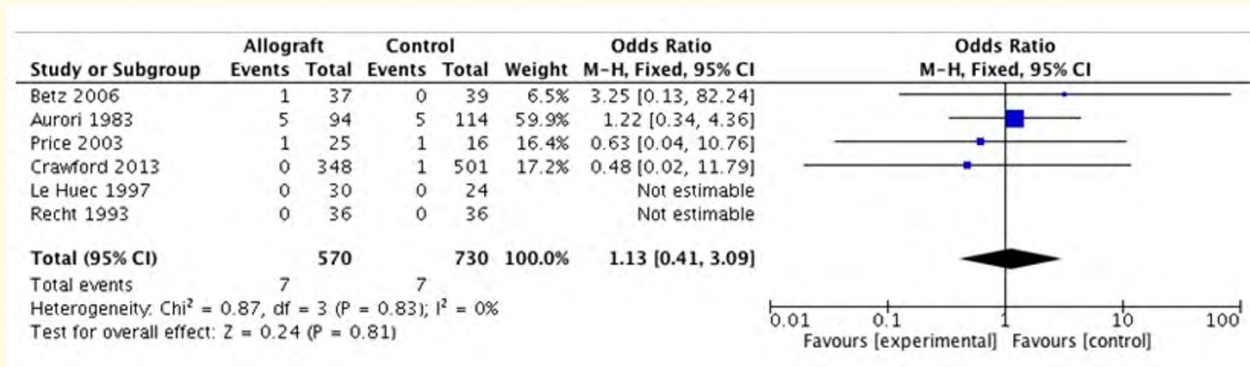 Allograft Control Odds Ratio Odds Ratio
Study or Subgroup Events Total Events Total Weight M-H, Fixed, 95% CI M-H, Fixed, 95% CI
Betz 2006 1 37 0 39 6.5% 3.25 [0.13, 82.24]
Aurori 1983 5 94 5 114 59.9% 1.22 [0.34, 4.36]
Price 2003 1 25 1 16 16.4% 0.63 [0.04, 10.76]
Crawford 2013 0 348 1 501 17.2% 0.48 [0.02, 11.79]
Le Huec 1997 0 30 0 24 Not estimable
Recht 1993 0 36 0 36 Not estimable
Total (95% CI) 570 730 100.0% 1.13 [0.41, 3.09]
Total events 7 7
Heterogeneity: Chi² = 0.87, df = 3 (P = 0.83); I² = 0%
Test for overall effect: Z = 0.24 (P = 0.81)
0.01 0.1 1 10 100
Favours [experimental] Favours [control]